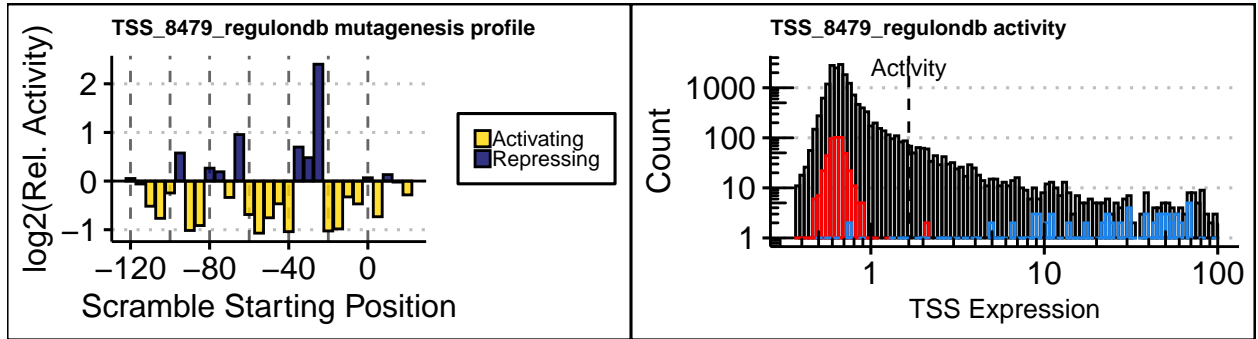 TSS_8479_regulondb mutagenesis profile
log2(Rel. Activity)
2
1
0
−1
−120
−80
−40
0
Scramble Starting Position
Activating
Repressing
TSS_8479_regulondb activity
Activity
Count
1000
100
10
1
1
10
100
TSS Expression